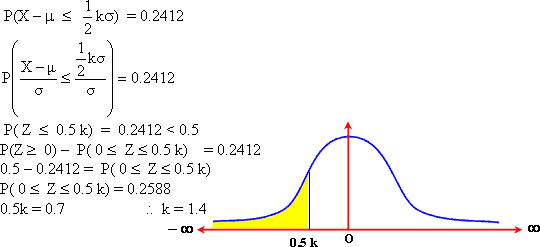 P(X – μ ≤ 1/2 kσ) = 0.2412
P( (X – μ)/σ ≤ (1/2 kσ)/σ ) = 0.2412
P( Z ≤ 0.5 k) = 0.2412 < 0.5
P(Z ≥ 0) – P( 0 ≤ Z ≤ 0.5 k) = 0.2412
0.5 – 0.2412 = P( 0 ≤ Z ≤ 0.5 k)
P( 0 ≤ Z ≤ 0.5 k) = 0.2588
0.5k = 0.7 ∴ k = 1.4
– ∞ 0.5 k 0 ∞